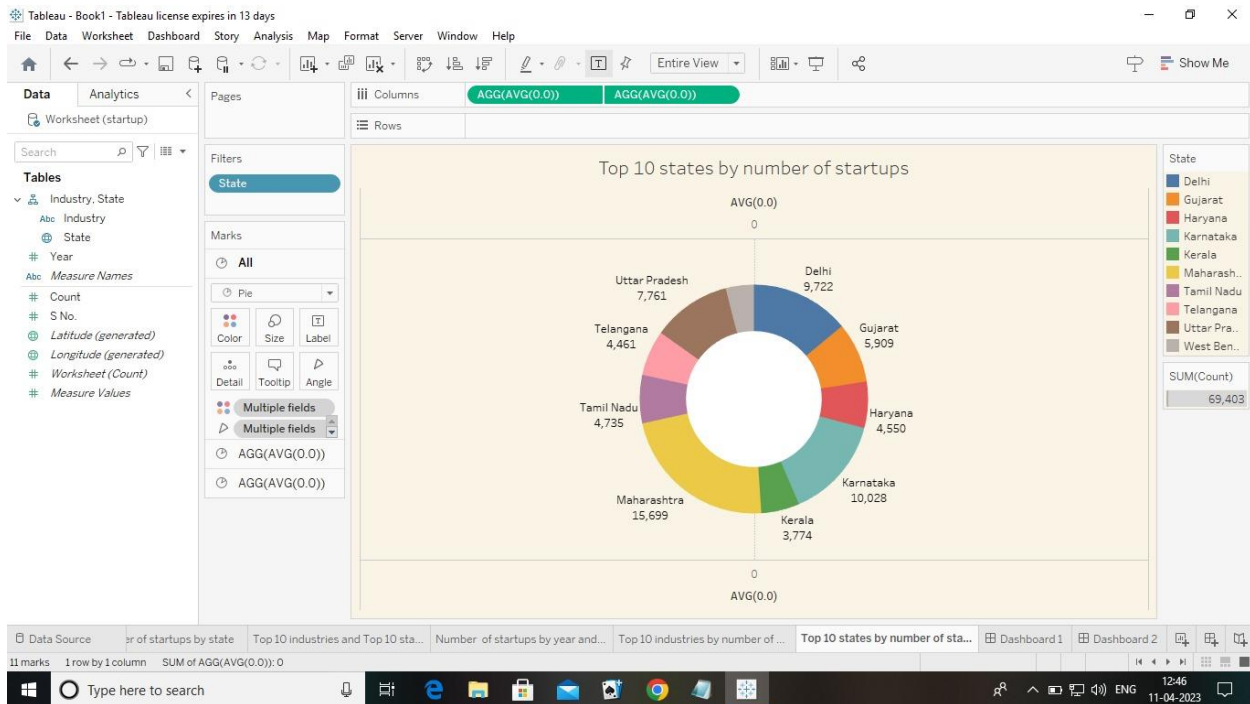 Tableau - Book1 - Tableau license expires in 13 days
File Data Worksheet Dashboard Story Analysis Map Format Server Window Help
Entire View
Show Me
Data Analytics
Worksheet (startup)
Search
Tables
Industry, State
Abc Industry
State
# Year
Abc Measure Names
# Count
# S No.
Latitude (generated)
Longitude (generated)
# Worksheet (Count)
# Measure Values
Pages
Filters
State
Marks
All
Pie
Color Size Label
Detail Tooltip Angle
Multiple fields
Multiple fields
AGG(AVG(0.0))
AGG(AVG(0.0))
Columns AGG(AVG(0.0)) AGG(AVG(0.0))
Rows
Top 10 states by number of startups
AVG(0.0)
0
Delhi
9,722
Gujarat
5,909
Haryana
4,550
Karnataka
10,028
Kerala
3,774
Maharashtra
15,699
Tamil Nadu
4,735
Telangana
4,461
Uttar Pradesh
7,761
0
AVG(0.0)
State
Delhi
Gujarat
Haryana
Karnataka
Kerala
Maharash..
Tamil Nadu
Telangana
Uttar Pra..
West Ben..
SUM(Count)
69,403
Data Source er of startups by state Top 10 industries and Top 10 sta... Number of startups by year and... Top 10 industries by number of ... Top 10 states by number of sta... Dashboard 1 Dashboard 2
11 marks 1 row by 1 column SUM of AGG(AVG(0.0)): 0
Type here to search
ENG
12:46
11-04-2023